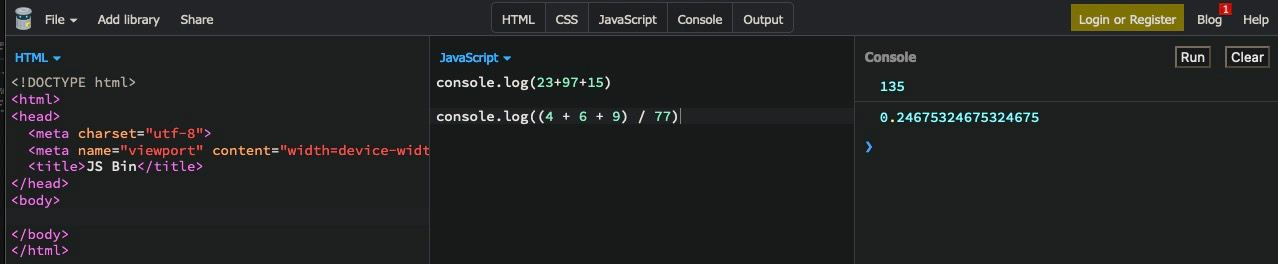 File Add library Share HTML CSS JavaScript Console Output Login or Register Blog 1 Help
HTML
<!DOCTYPE html>
<html>
<head>
<meta charset="utf-8">
<meta name="viewport" content="width=device-widt
<title>JS Bin</title>
</head>
<body>
</body>
</html>
JavaScript
console.log(23+97+15)
console.log((4 + 6 + 9) / 77)
Console Run Clear
135
0.24675324675324675